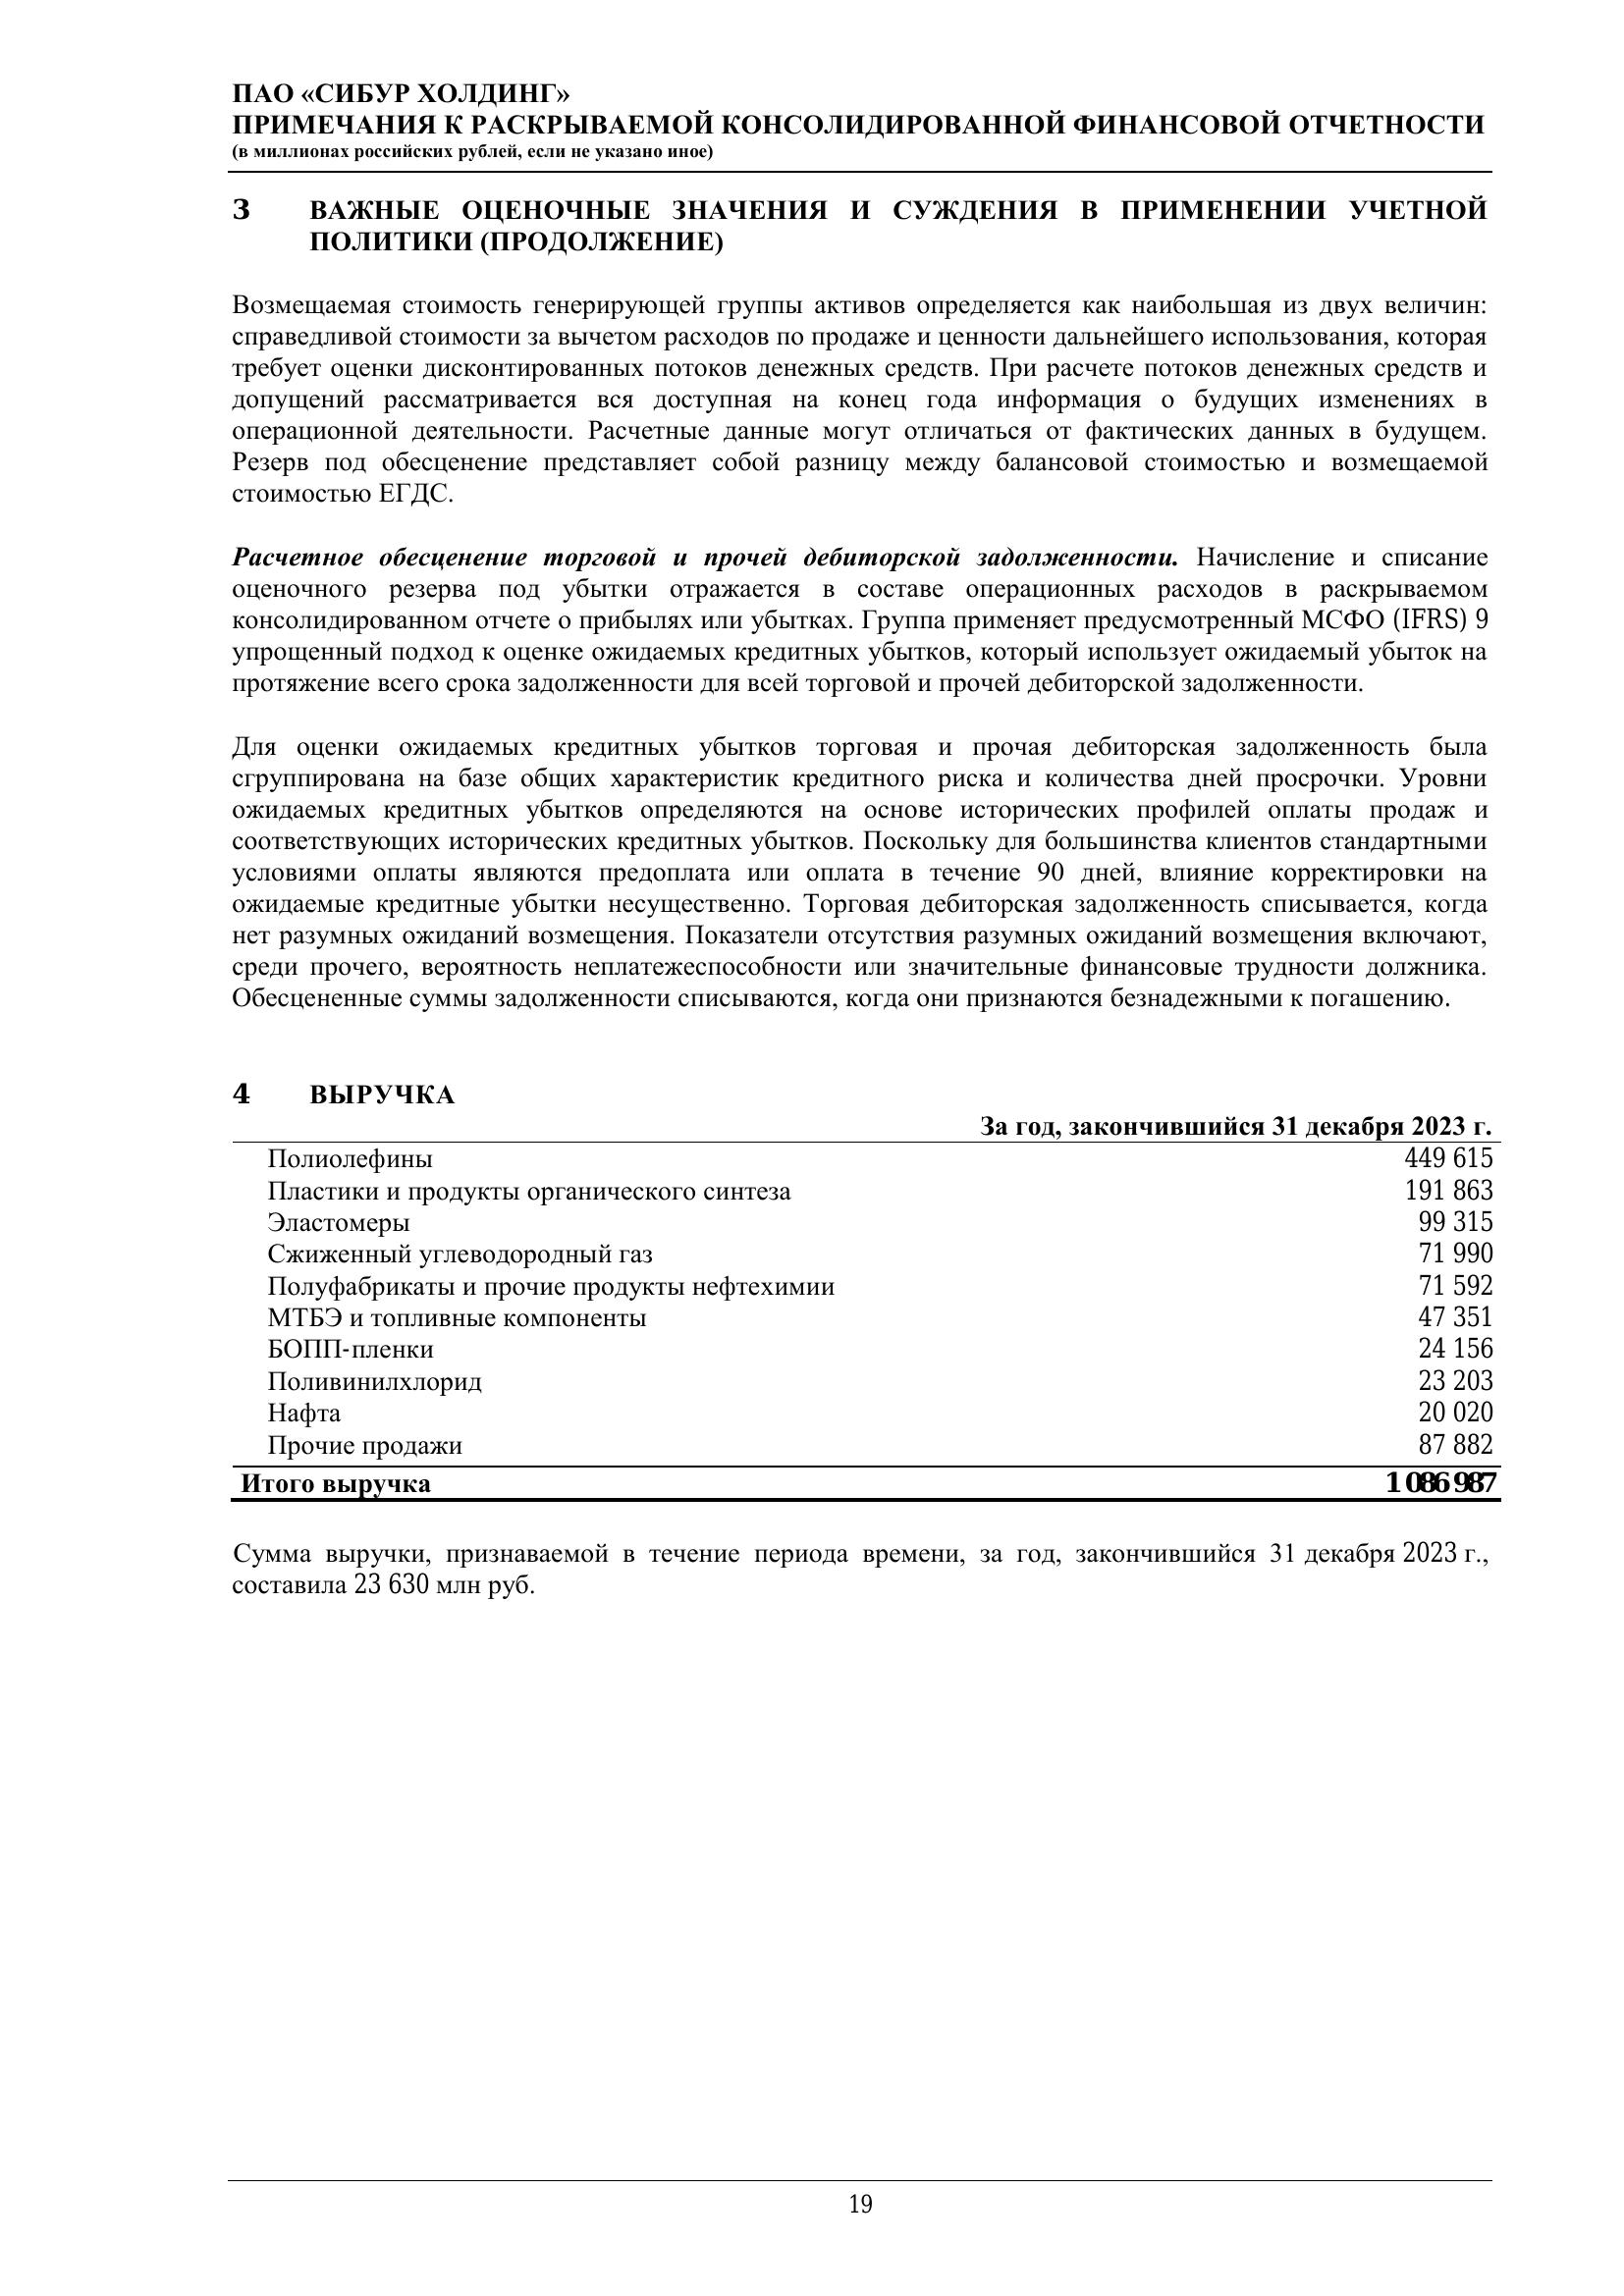 ПАО «СИБУР ХОЛДИНГ»
ПРИМЕЧАНИЯ К РАСКРЫВАЕМОЙ КОНСОЛИДИРОВАННОЙ ФИНАНСОВОЙ ОТЧЕТНОСТИ
(в миллионах российских рублей, если не указано иное)
3 ВАЖНЫЕ ОЦЕНОЧНЫЕ ЗНАЧЕНИЯ И СУЖДЕНИЯ В ПРИМЕНЕНИИ УЧЕТНОЙ
ПОЛИТИКИ (ПРОДОЛЖЕНИЕ)
Возмещаемая стоимость генерирующей группы активов определяется как наибольшая из двух величин:
справедливой стоимости за вычетом расходов по продаже и ценности дальнейшего использования, которая
требует оценки дисконтированных потоков денежных средств. При расчете потоков денежных средств и
допущений рассматривается вся доступная на конец года информация о будущих изменениях в
операционной деятельности. Расчетные данные могут отличаться от фактических данных в будущем.
Резерв под обесценение представляет собой разницу между балансовой стоимостью и возмещаемой
стоимостью ЕГДС.
Расчетное обесценение торговой и прочей дебиторской задолженности. Начисление и списание
оценочного резерва под убытки отражается в составе операционных расходов в раскрываемом
консолидированном отчете о прибылях или убытках. Группа применяет предусмотренный МСФО (IFRS) 9
упрощенный подход к оценке ожидаемых кредитных убытков, который использует ожидаемый убыток на
протяжение всего срока задолженности для всей торговой и прочей дебиторской задолженности.
Для оценки ожидаемых кредитных убытков торговая и прочая дебиторская задолженность была
сгруппирована на базе общих характеристик кредитного риска и количества дней просрочки. Уровни
ожидаемых кредитных убытков определяются на основе исторических профилей оплаты продаж и
соответствующих исторических кредитных убытков. Поскольку для большинства клиентов стандартными
условиями оплаты являются предоплата или оплата в течение 90 дней, влияние корректировки на
ожидаемые кредитные убытки несущественно. Торговая дебиторская задолженность списывается, когда
нет разумных ожиданий возмещения. Показатели отсутствия разумных ожиданий возмещения включают,
среди прочего, вероятность неплатежеспособности или значительные финансовые трудности должника.
Обесцененные суммы задолженности списываются, когда они признаются безнадежными к погашению.
4 ВЫРУЧКА
За год, закончившийся 31 декабря 2023 г.
Полиолефины 449 615
Пластики и продукты органического синтеза 191 863
Эластомеры 99 315
Сжиженный углеводородный газ 71 990
Полуфабрикаты и прочие продукты нефтехимии 71 592
МТБЭ и топливные компоненты 47 351
БОПП-пленки 24 156
Поливинилхлорид 23 203
Нафта 20 020
Прочие продажи 87 882
Итого выручка 1 086 987
Сумма выручки, признаваемой в течение периода времени, за год, закончившийся 31 декабря 2023 г.,
составила 23 630 млн руб.
19